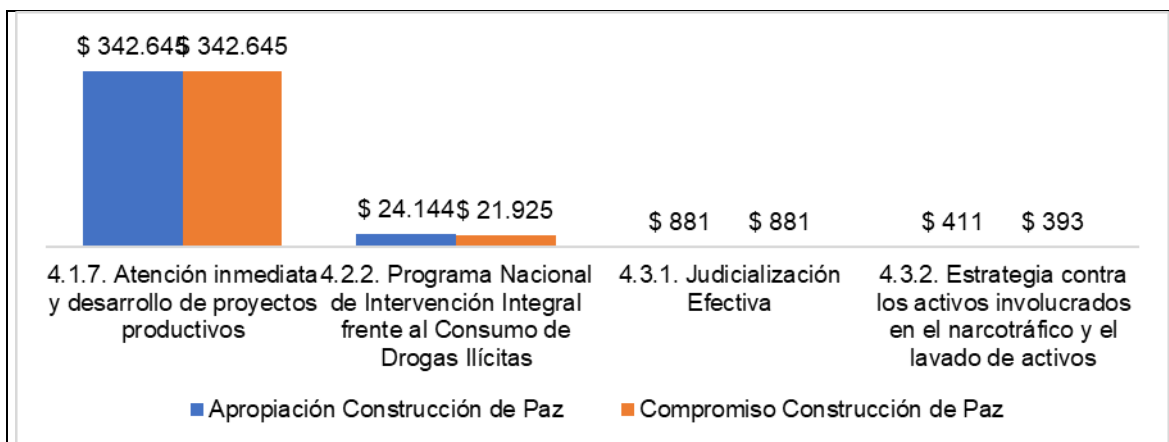 $ 342.645 $ 342.645
$ 24.144 $ 21.925
$ 881 $ 881
$ 411 $ 393
4.1.7. Atención inmediata
y desarrollo de proyectos
productivos
4.2.2. Programa Nacional
de Intervención Integral
frente al Consumo de
Drogas Ilícitas
4.3.1. Judicialización
Efectiva
4.3.2. Estrategia contra
los activos involucrados
en el narcotráfico y el
lavado de activos
Apropiación Construcción de Paz
Compromiso Construcción de Paz